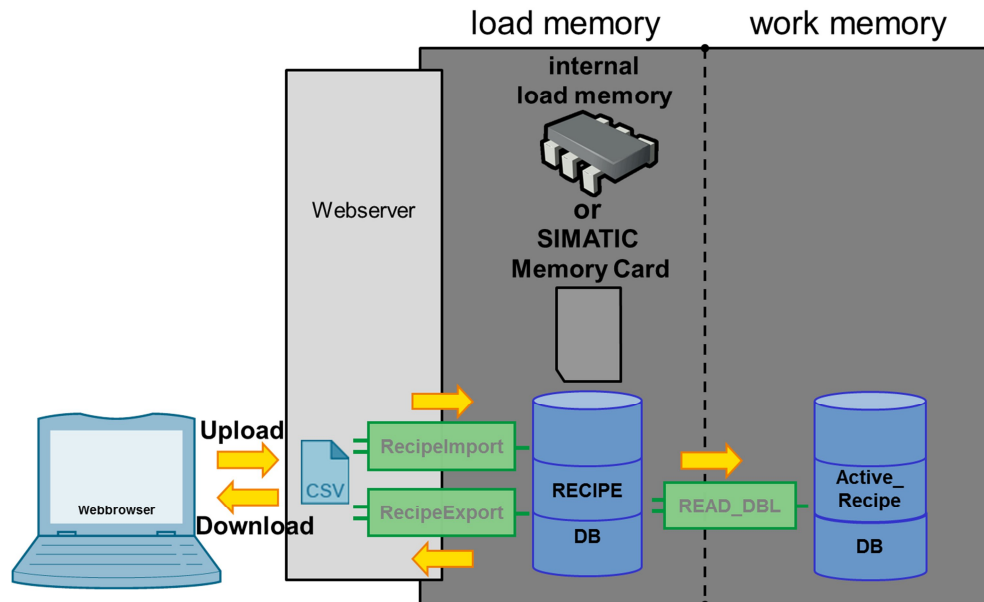 load memory
work memory
internal
load memory
or
SIMATIC
Memory Card
Webserver
Upload
Download
Webbrowser
CSV
RecipeImport
RecipeExport
RECIPE
DB
READ_DBL
Active_
Recipe
DB